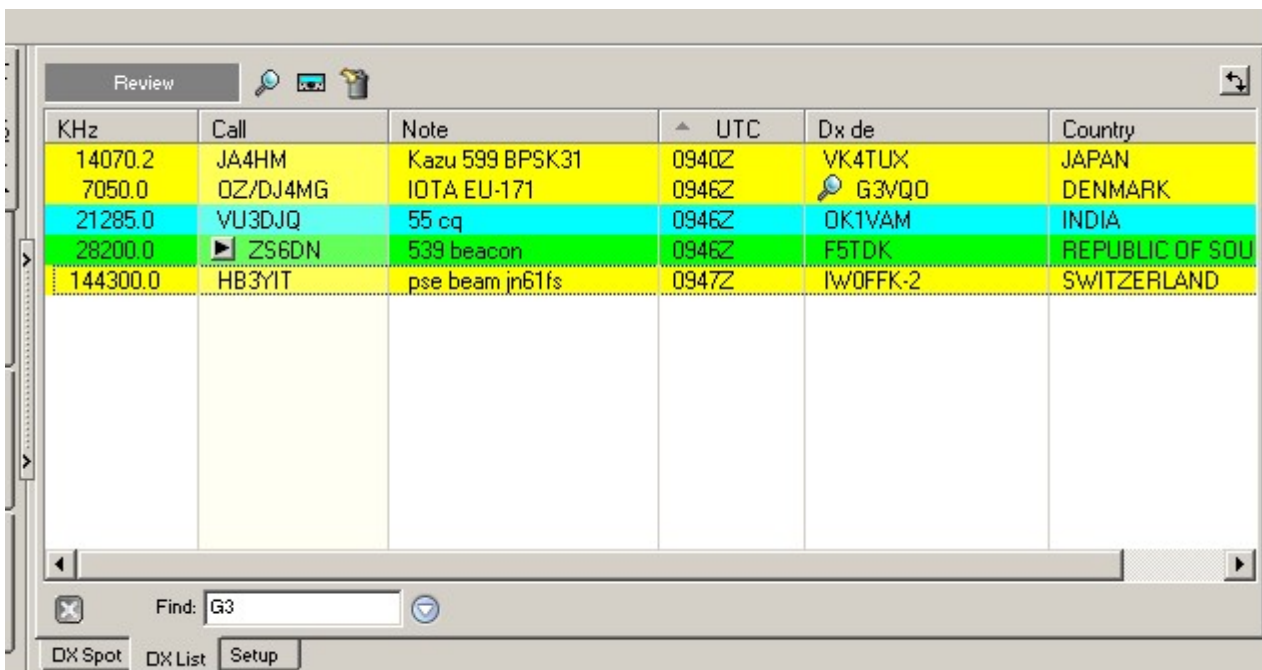 Review
KHz Call Note UTC Dx de Country
14070.2 JA4HM Kazu 599 BPSK31 0940Z VK4TUX JAPAN
7050.0 OZ/DJ4MG IOTA EU-171 0946Z G3VQO DENMARK
21285.0 VU3DJQ 55 cq 0946Z OK1VAM INDIA
28200.0 ZS6DN 539 beacon 0946Z F5TDK REPUBLIC OF SOU
144300.0 HB3YIT pse beam jn61fs 0947Z IW0FFK-2 SWITZERLAND
Find: G3
DX Spot DX List Setup